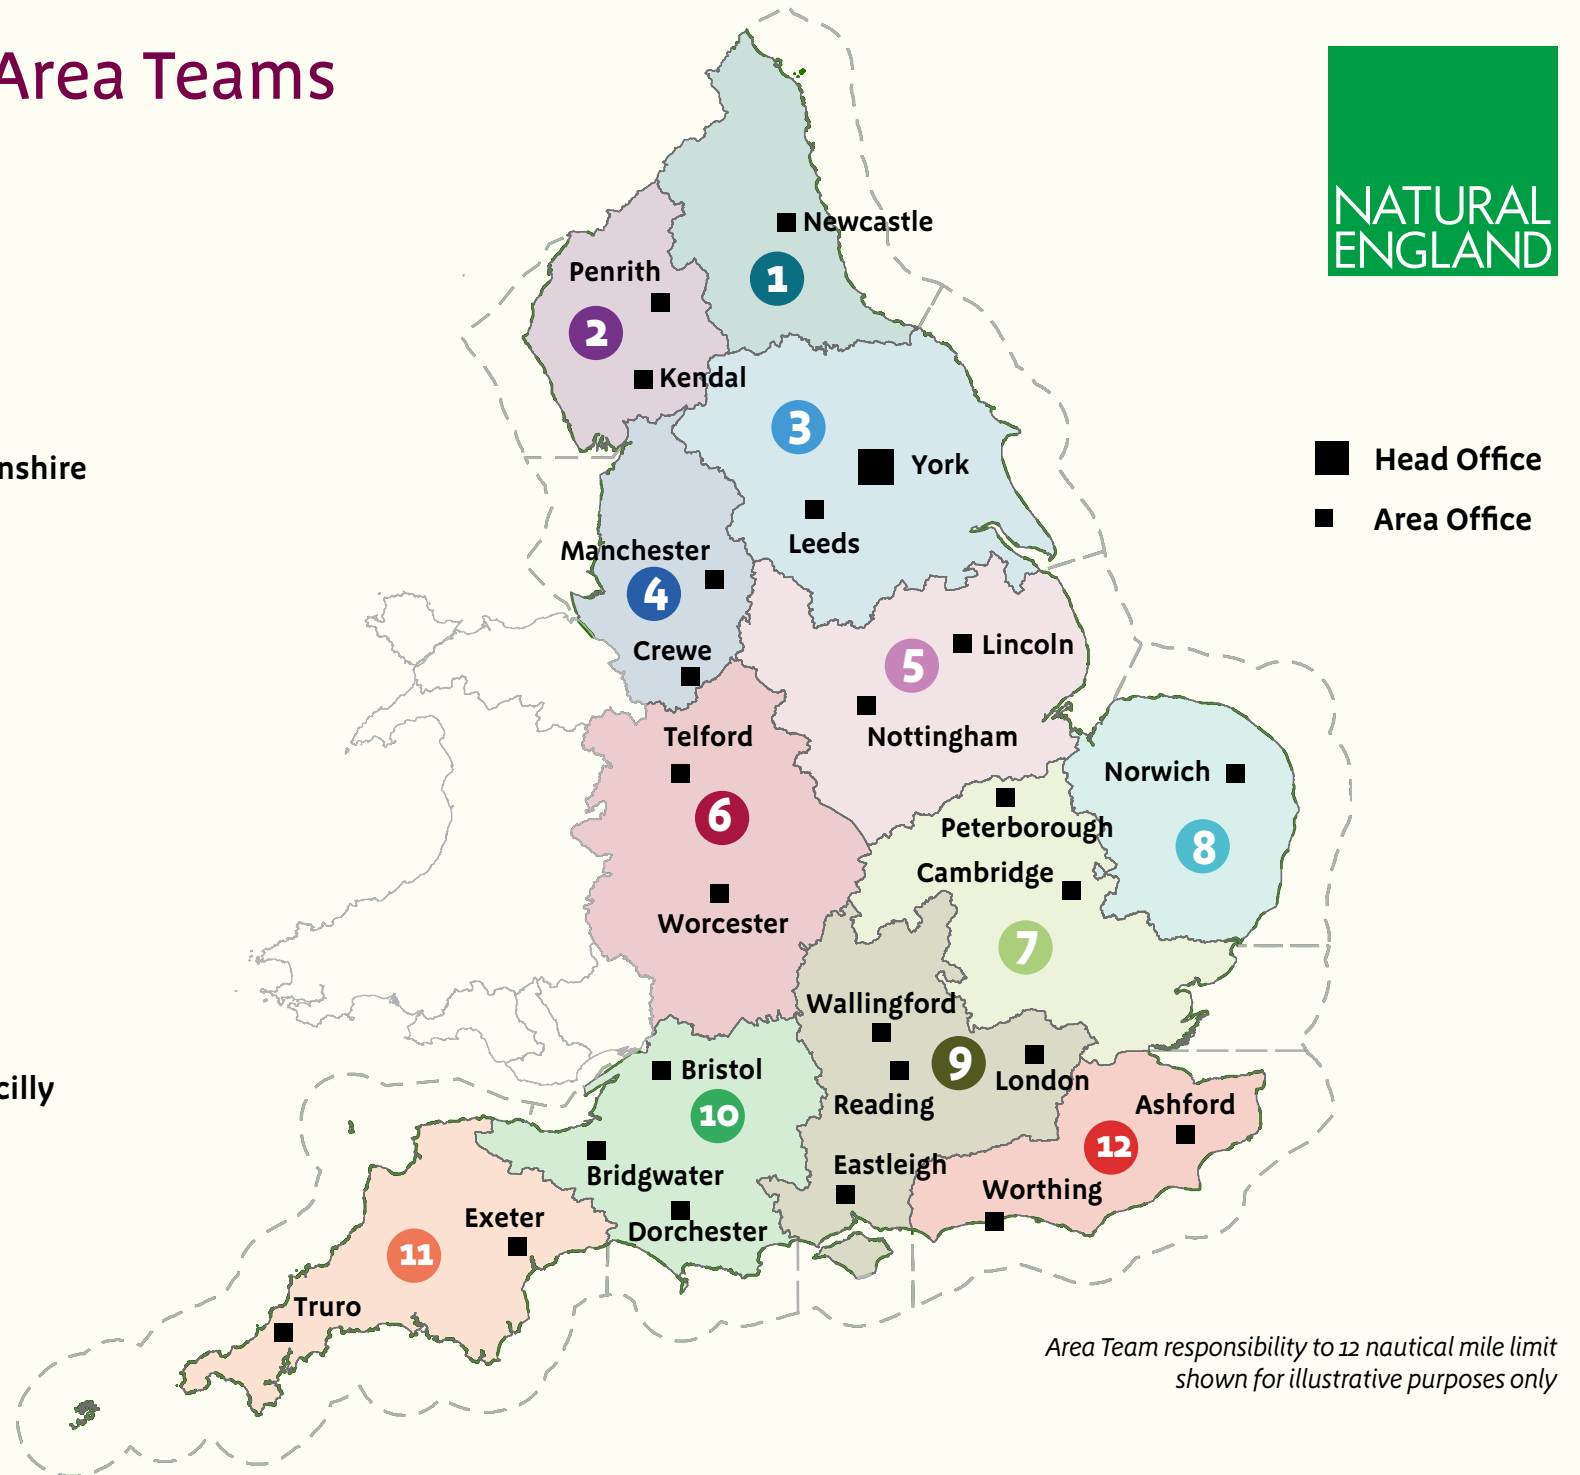 Area Teams
NATURAL
ENGLAND
Newcastle
1
Penrith
2
Kendal
3
York
Leeds
nshire
Head Office
Area Office
Manchester
4
Crewe
5
Lincoln
Nottingham
Telford
6
Worcester
Norwich
8
Peterborough
Cambridge
7
Wallingford
9
London
Reading
Eastleigh
cilly
Bristol
10
Bridgwater
Dorchester
Ashford
12
Worthing
Exeter
11
Truro
Area Team responsibility to 12 nautical mile limit
shown for illustrative purposes only